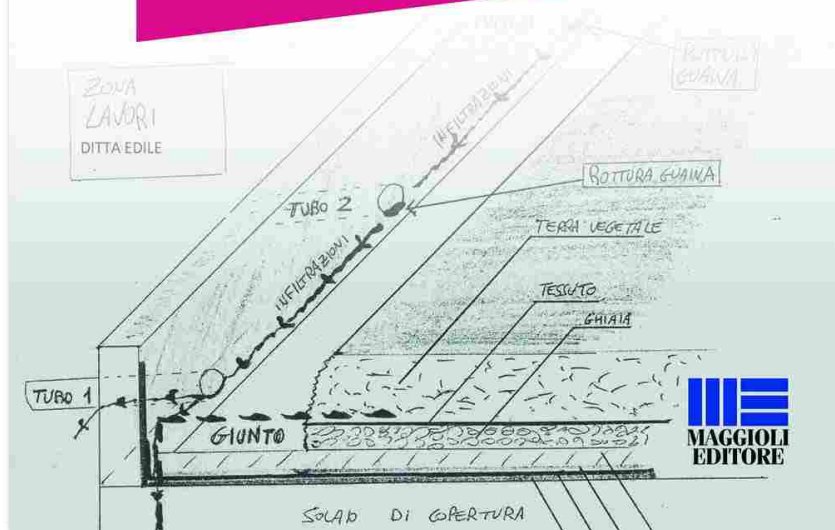 ROTTURA
GUAINA
ZONA
LAVORI
DITTA EDILE
INFILTRAZIONI
ROTTURA GUAINA
TUBO 2
TERRA VEGETALE
INFILTRAZIONI
TESSUTO
GHIAIA
TUBO 1
GIUNTO
MAGGIOLI
EDITORE
SOLAIO DI COPERTURA